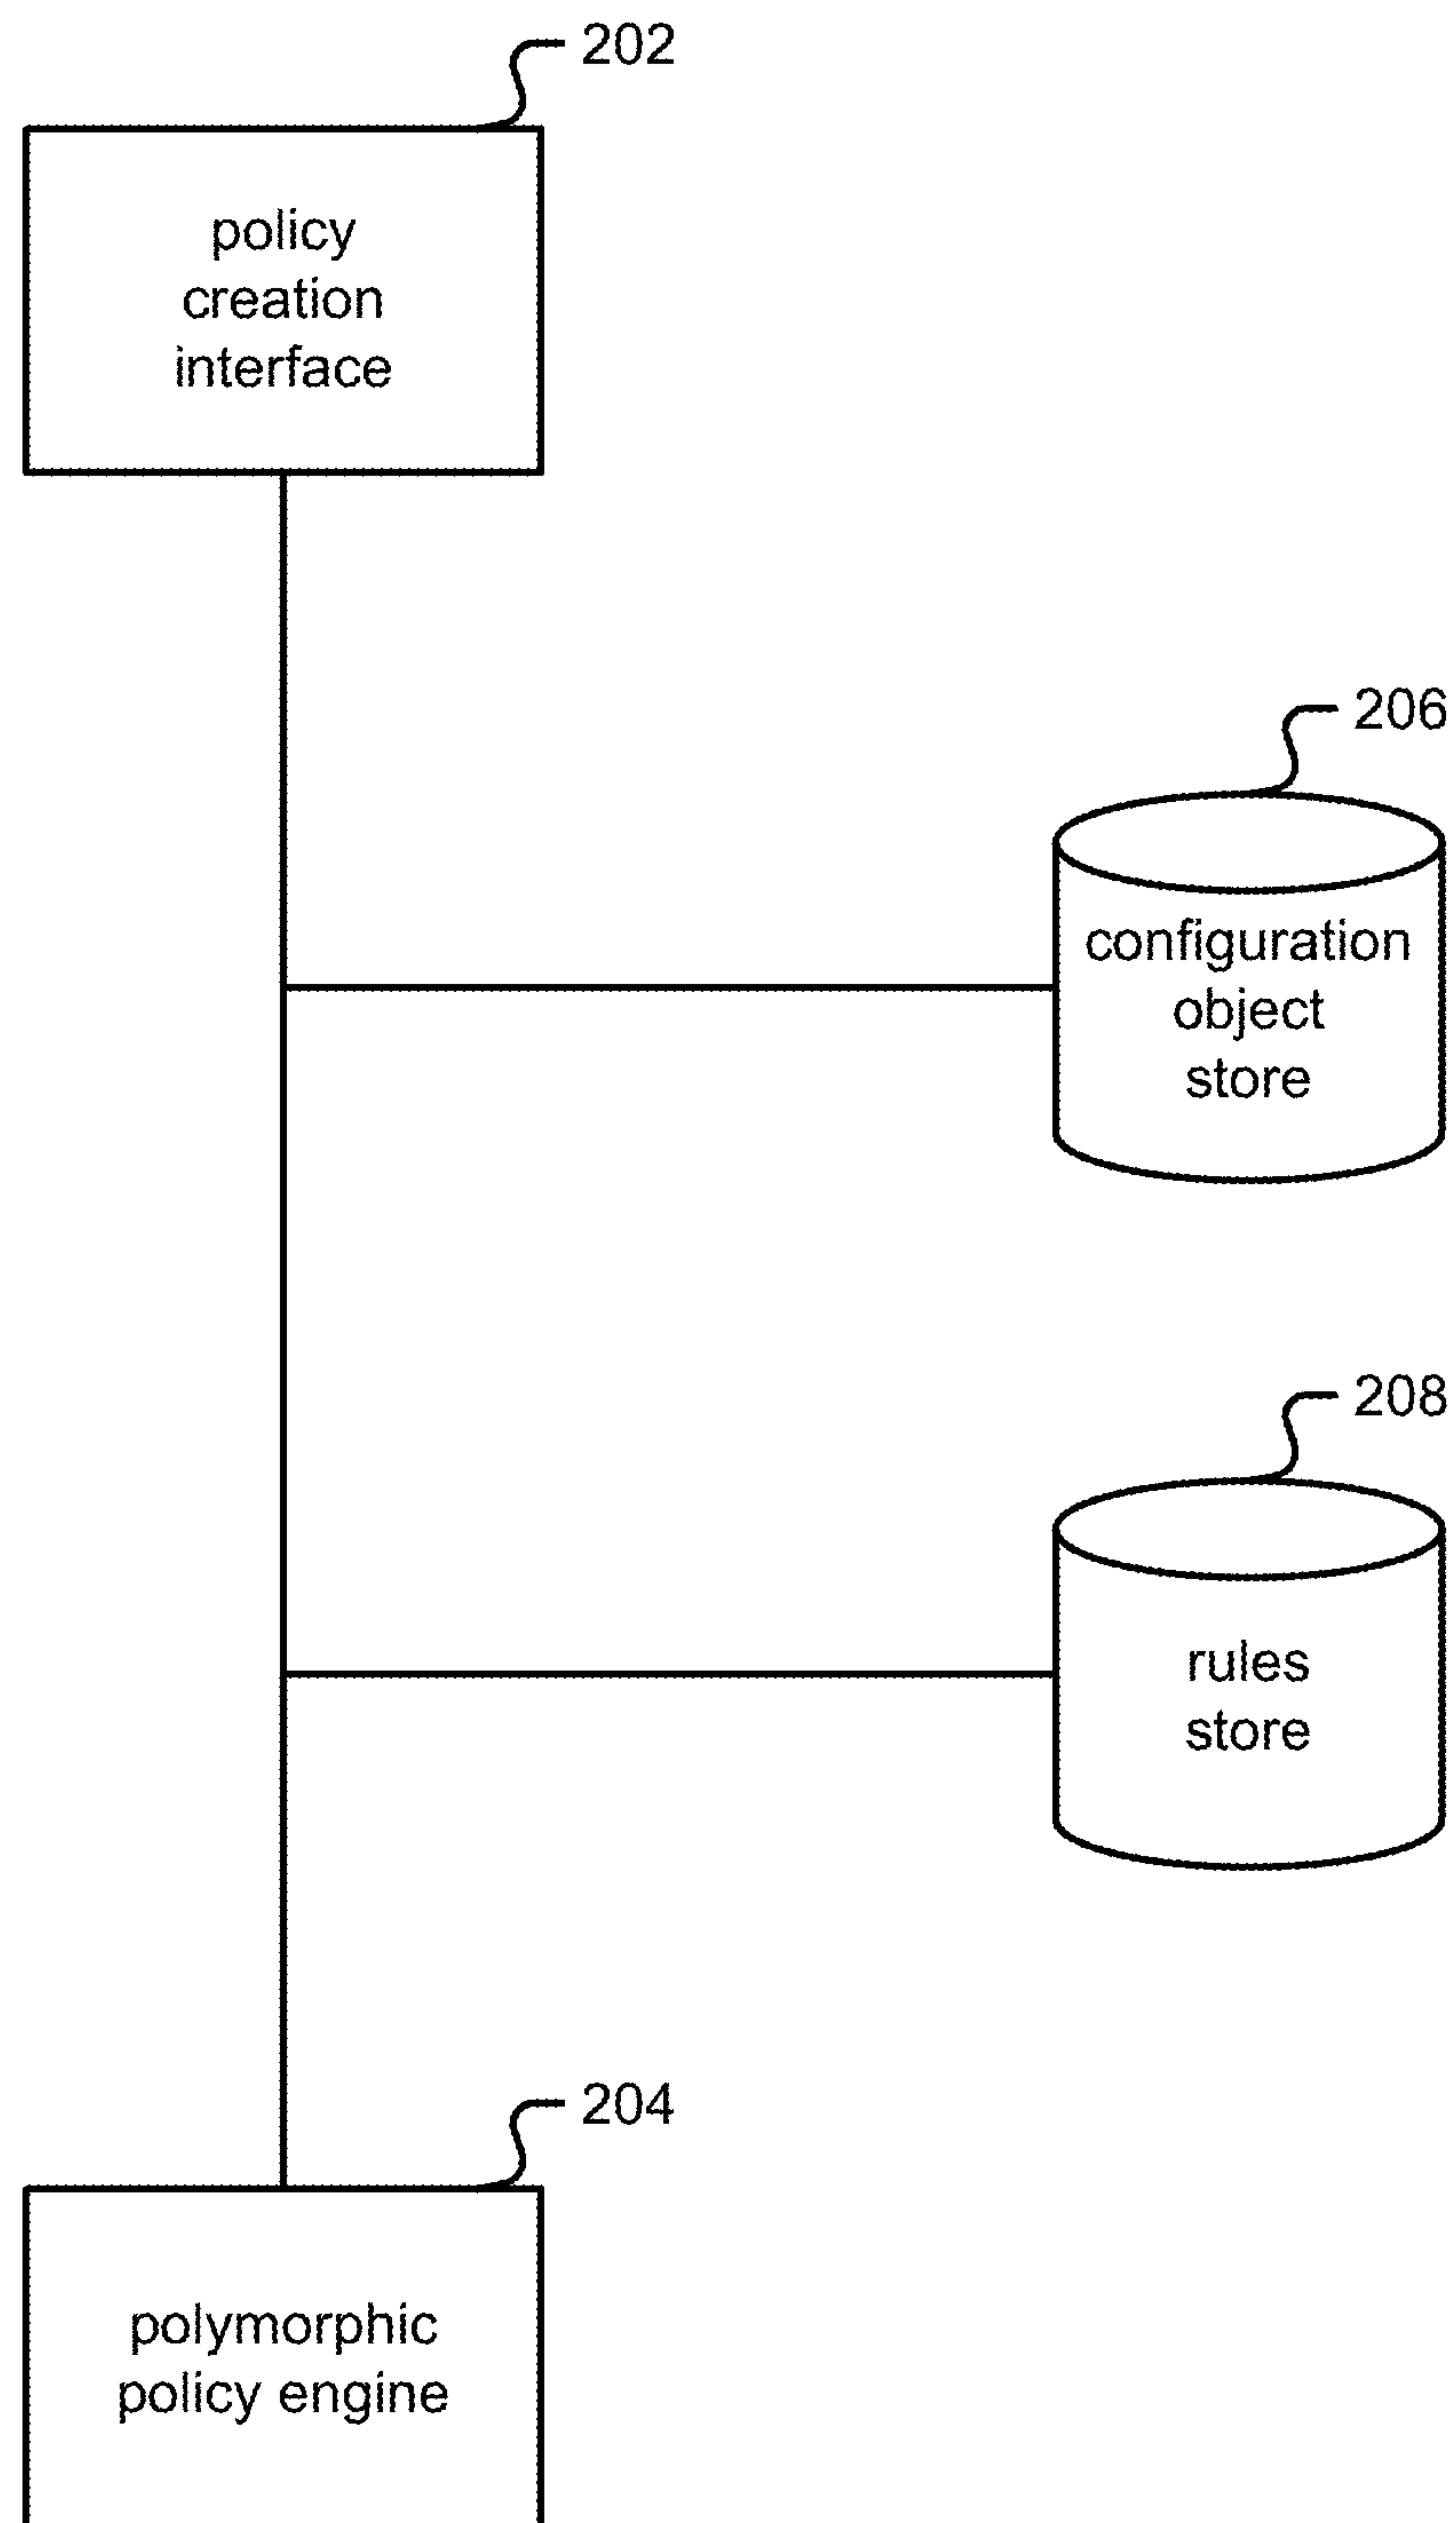 202
policy
creation
interface
206
configuration
object
store
208
rules
store
204
polymorphic
policy engine